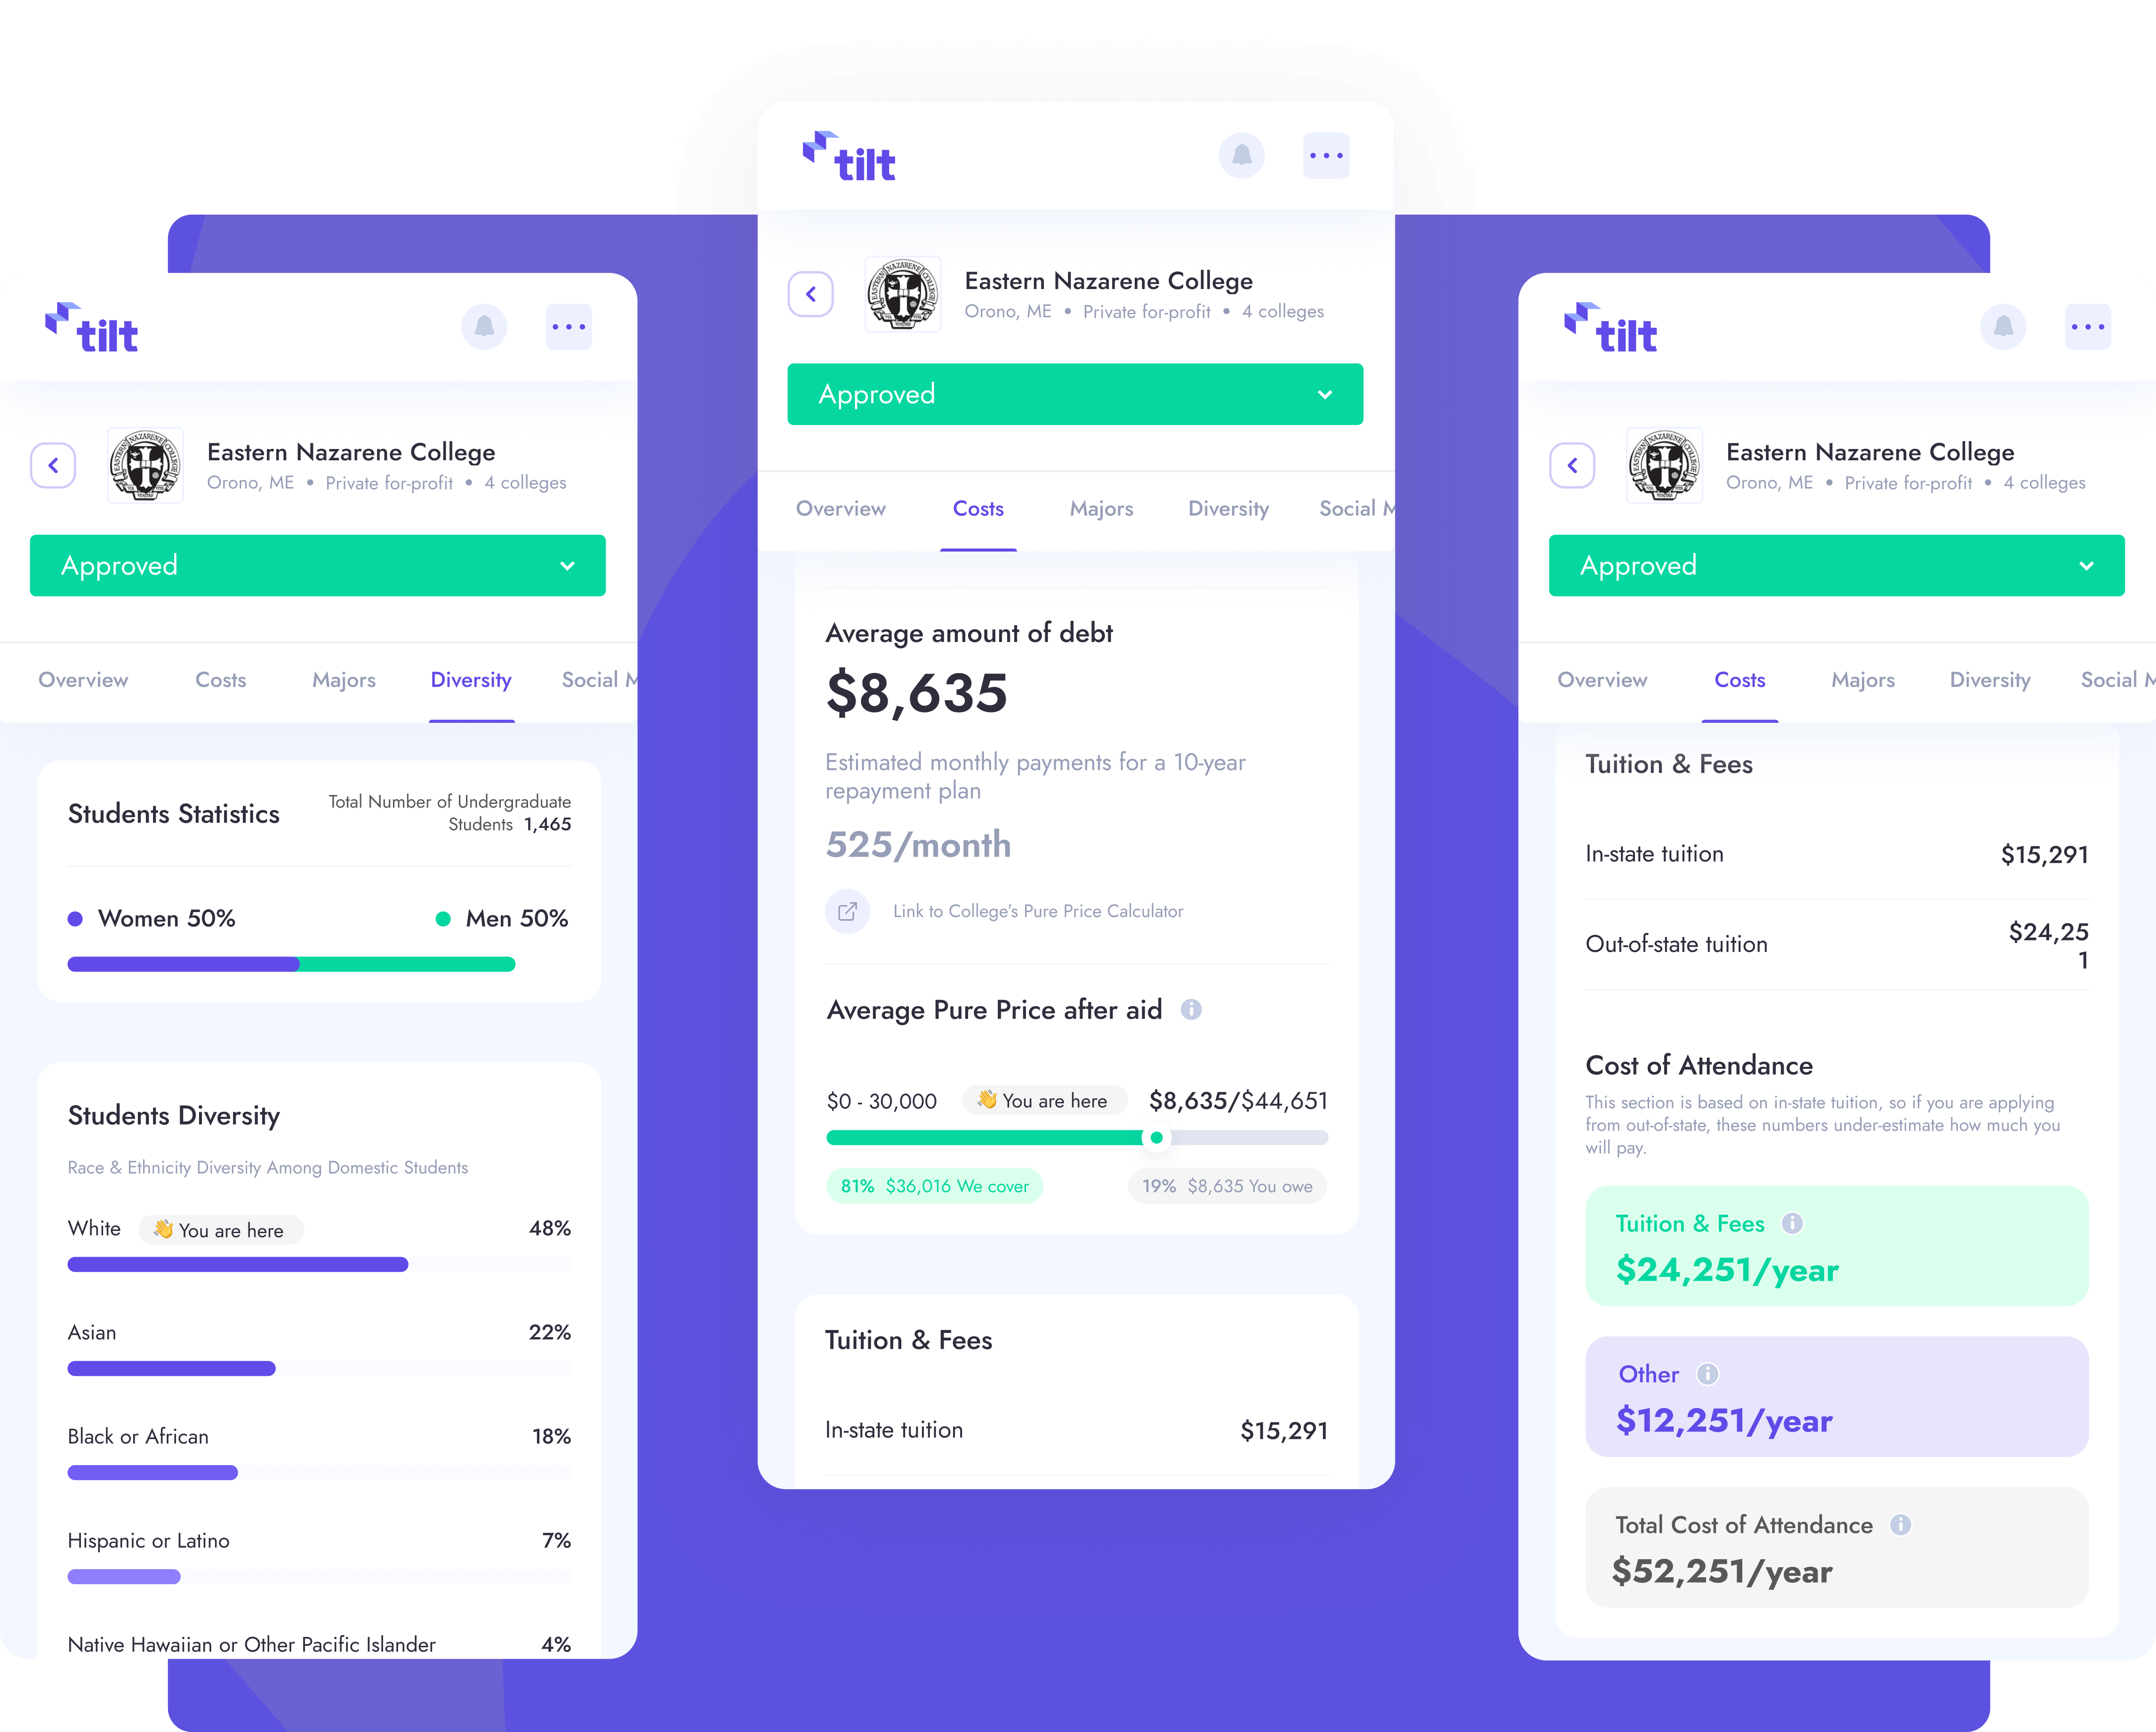 tilt
Eastern Nazarene College
Orono, ME • Private for-profit • 4 colleges
Approved
Overview Costs Majors Diversity Social M
Students Statistics
Total Number of Undergraduate
Students 1,465
Women 50% Men 50%
Students Diversity
Race & Ethnicity Diversity Among Domestic Students
White 👋 You are here 48%
Asian 22%
Black or African 18%
Hispanic or Latino 7%
Native Hawaiian or Other Pacific Islander 4%
tilt
EASTERN NAZARENE COLLEGE
Eastern Nazarene College
Orono, ME • Private for-profit • 4 colleges
Approved
Overview Costs Majors Diversity Social M
Average amount of debt
$8,635
Estimated monthly payments for a 10-year
repayment plan
525/month
Link to College’s Pure Price Calculator
Average Pure Price after aid
$0 - 30,000 👋 You are here $8,635/$44,651
81% $36,016 We cover 19% $8,635 You owe
Tuition & Fees
In-state tuition $15,291
tilt
Eastern Nazarene College
Orono, ME • Private for-profit • 4 colleges
Approved
Overview Costs Majors Diversity Social M
Tuition & Fees
In-state tuition $15,291
Out-of-state tuition $24,25
1
Cost of Attendance
This section is based on in-state tuition, so if you are applying
from out-of-state, these numbers under-estimate how much you
will pay.
Tuition & Fees
$24,251/year
Other
$12,251/year
Total Cost of Attendance
$52,251/year